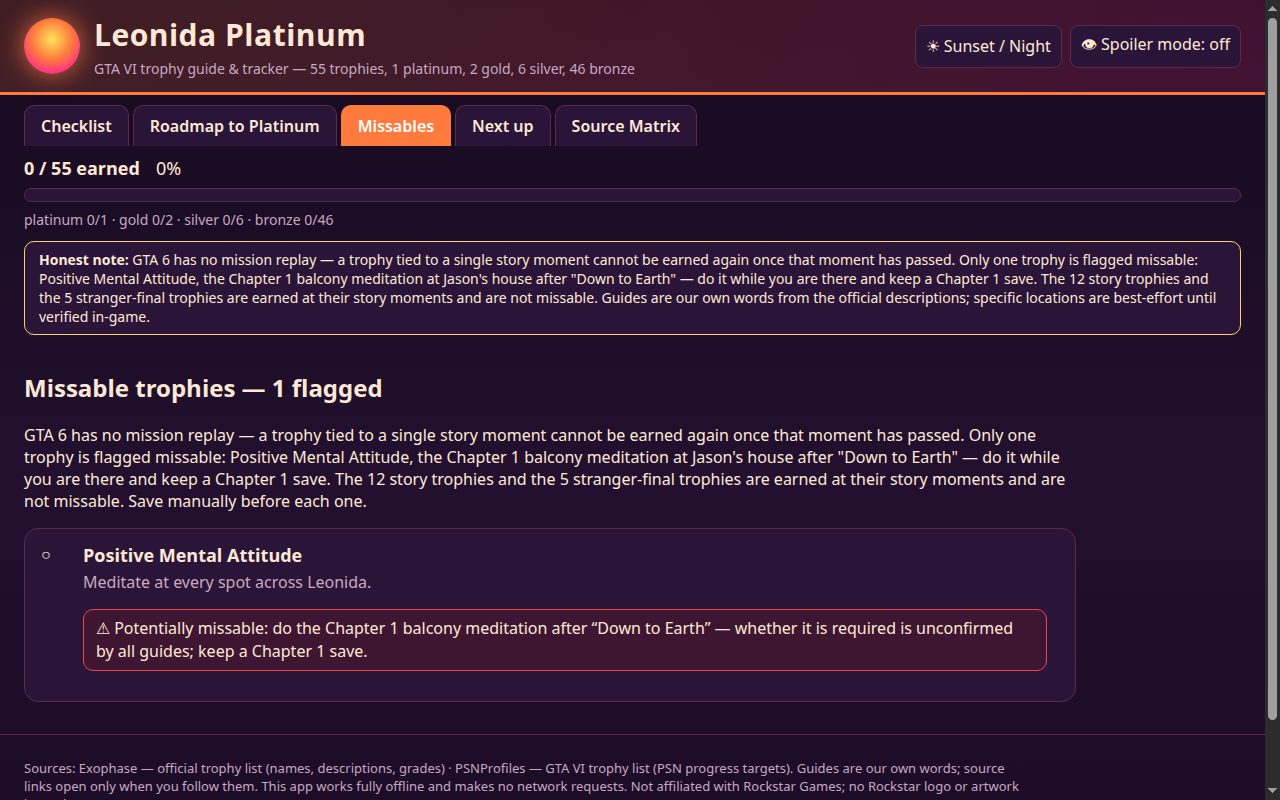 Leonida Platinum
GTA VI trophy guide & tracker — 55 trophies, 1 platinum, 2 gold, 6 silver, 46 bronze
☀ Sunset / Night
👁 Spoiler mode: off
Checklist
Roadmap to Platinum
Missables
Next up
Source Matrix
0 / 55 earned 0%
platinum 0/1 · gold 0/2 · silver 0/6 · bronze 0/46
Honest note: GTA 6 has no mission replay — a trophy tied to a single story moment cannot be earned again once that moment has passed. Only one trophy is flagged missable:
Positive Mental Attitude, the Chapter 1 balcony meditation at Jason's house after "Down to Earth" — do it while you are there and keep a Chapter 1 save. The 12 story trophies and
the 5 stranger-final trophies are earned at their story moments and are not missable. Guides are our own words from the official descriptions; specific locations are best-effort until
verified in-game.
Missable trophies — 1 flagged
GTA 6 has no mission replay — a trophy tied to a single story moment cannot be earned again once that moment has passed. Only one
trophy is flagged missable: Positive Mental Attitude, the Chapter 1 balcony meditation at Jason's house after "Down to Earth" — do it while
you are there and keep a Chapter 1 save. The 12 story trophies and the 5 stranger-final trophies are earned at their story moments and are
not missable. Save manually before each one.
○ Positive Mental Attitude
Meditate at every spot across Leonida.
⚠ Potentially missable: do the Chapter 1 balcony meditation after “Down to Earth” — whether it is required is unconfirmed
by all guides; keep a Chapter 1 save.
Sources: Exophase — official trophy list (names, descriptions, grades) · PSNProfiles — GTA VI trophy list (PSN progress targets). Guides are our own words; source
links open only when you follow them. This app works fully offline and makes no network requests. Not affiliated with Rockstar Games; no Rockstar logo or artwork